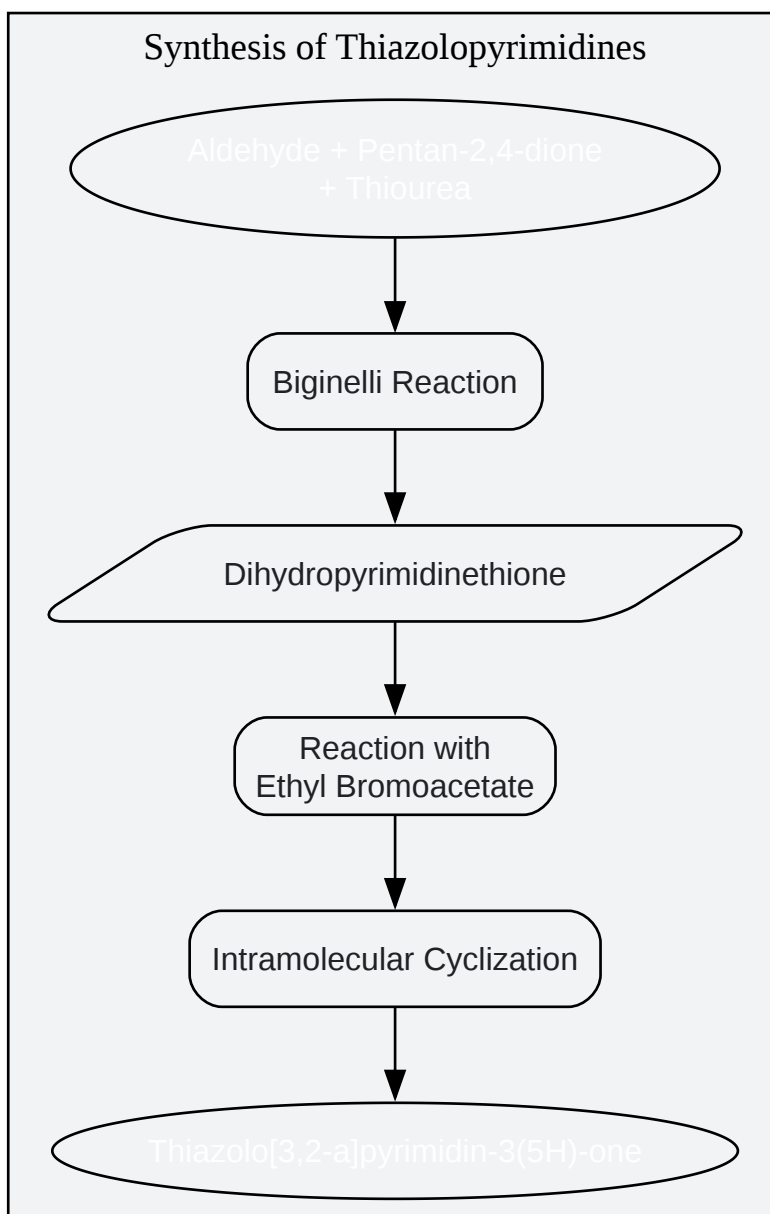 Synthesis of Thiazolopyrimidines
Aldehyde + Pentan-2,4-dione
+ Thiourea
Biginelli Reaction
Dihydropyrimidinethione
Reaction with
Ethyl Bromoacetate
Intramolecular Cyclization
Thiazolo[3,2-a]pyrimidin-3(5H)-one